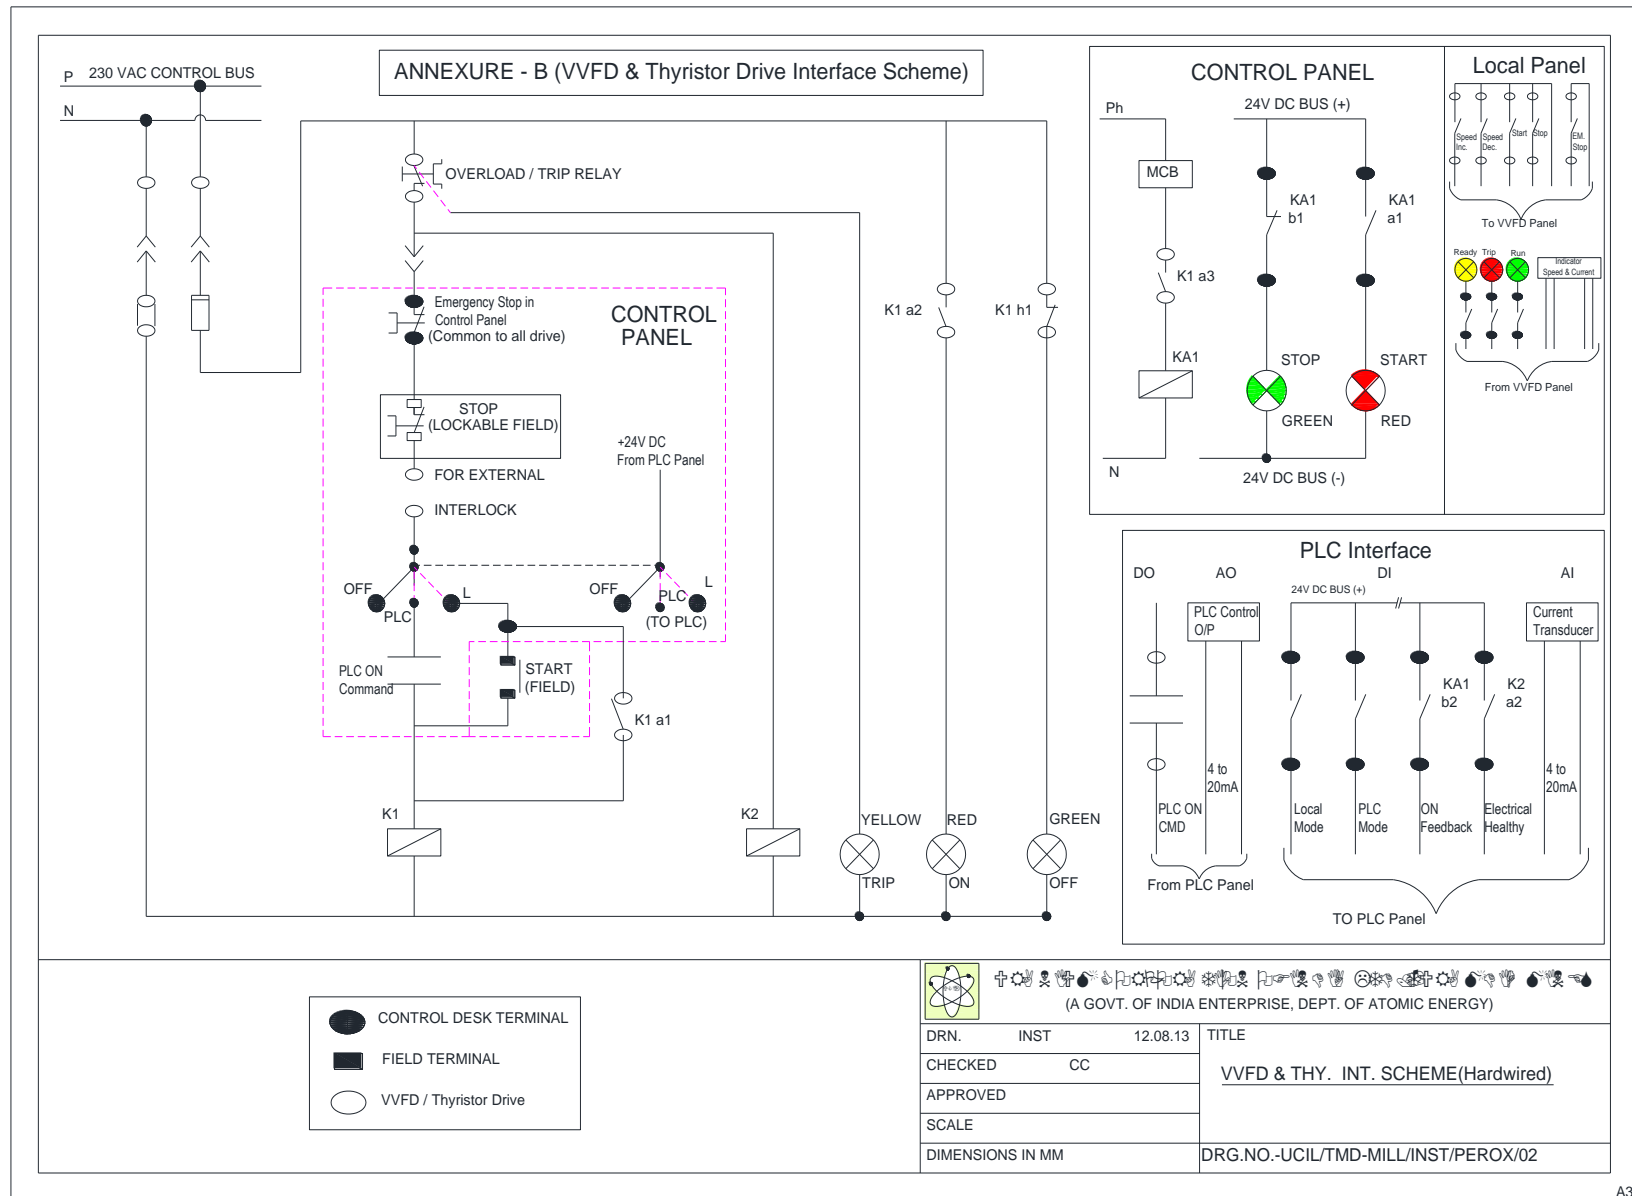 ANNEXURE - B (VVFD & Thyristor Drive Interface Scheme)
P
230 VAC CONTROL BUS
N
OVERLOAD / TRIP RELAY
Emergency Stop in
Control Panel
(Common to all drive)
CONTROL
PANEL
STOP
(LOCKABLE FIELD)
FOR EXTERNAL
INTERLOCK
+24V DC
From PLC Panel
OFF
PLC
L
OFF
PLC
L
(TO PLC)
PLC ON
Command
START
(FIELD)
K1 a1
K1 a2
K1 h1
K1
K2
YELLOW
TRIP
RED
ON
GREEN
OFF
CONTROL PANEL
Ph
24V DC BUS (+)
MCB
KA1
b1
KA1
a1
K1 a3
KA1
STOP
GREEN
START
RED
N
24V DC BUS (-)
Local Panel
Speed
Inc.
Speed
Dec.
Start
Stop
EM.
Stop
To VVFD Panel
Ready
Trip
Run
Indicator
Speed & Current
From VVFD Panel
PLC Interface
DO
AO
DI
AI
24V DC BUS (+)
PLC Control
O/P
Current
Transducer
KA1
b2
K2
a2
4 to
20mA
4 to
20mA
PLC ON
CMD
Local
Mode
PLC
Mode
ON
Feedback
Electrical
Healthy
From PLC Panel
TO PLC Panel
CONTROL DESK TERMINAL
FIELD TERMINAL
VVFD / Thyristor Drive
(A GOVT. OF INDIA ENTERPRISE, DEPT. OF ATOMIC ENERGY)
DRN. INST 12.08.13
CHECKED CC
APPROVED
SCALE
DIMENSIONS IN MM
TITLE
VVFD & THY. INT. SCHEME(Hardwired)
DRG.NO.-UCIL/TMD-MILL/INST/PEROX/02
A3